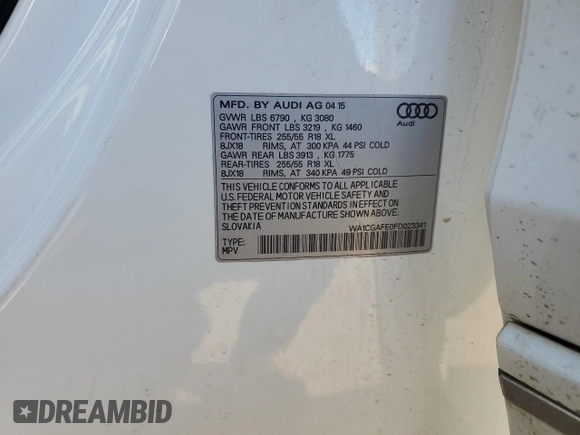 MFD. BY AUDI AG 04 15
GVWR LBS 6790 , KG 3080
GAWR FRONT LBS 3219 , KG 1460
FRONT-TIRES 255/55 R18 XL
8JX18 RIMS, AT 300 KPA 44 PSI COLD
GAWR REAR LBS 3913 , KG 1775
REAR-TIRES 255/55 R18 XL
8JX18 RIMS, AT 340 KPA 49 PSI COLD
Audi
THIS VEHICLE CONFORMS TO ALL APPLICABLE
U.S. FEDERAL MOTOR VEHICLE SAFETY AND
THEFT PREVENTION STANDARDS IN EFFECT ON
THE DATE OF MANUFACTURE SHOWN ABOVE.
SLOVAKIA
WA1CGAFE0FD023341
TYPE:
MPV
DREAMBID